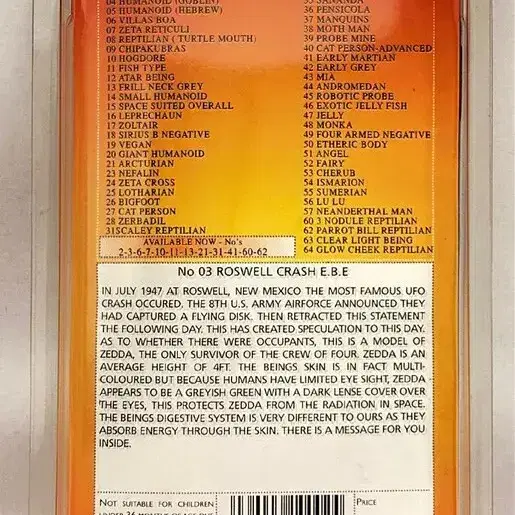 04 HUMANOID (GOBLIN)
05 HUMANOID (HEBREW)
06 VILLAS BOA
07 ZETA RETICULI
08 REPTILIAN (TURTLE MOUTH)
09 CHIPAKUBRAS
10 HOGDORE
11 FISH TYPE
12 ATAR BEING
13 FRILL NECK GREY
14 SMALL HUMANOID
15 SPACE SUITED OVERALL
16 LEPRECHAUN
17 ZOLTAIR
18 SIRIUS B NEGATIVE
19 VEGAN
20 GIANT HUMANOID
21 ARCTURIAN
23 NEFALIN
24 ZETA CROSS
25 LOTHARIAN
26 BIGFOOT
27 CAT PERSON
28 ZERBADIL
31 SCALEY REPTILIAN
35 SANANDA
36 PENSICOLA
37 MANQUINS
38 MOTH MAN
39 PROBE MINE
40 CAT PERSON-ADVANCED
41 EARLY MARTIAN
42 EARLY GREY
43 MIA
44 ANDROMEDAN
45 ROBOTIC PROBE
46 EXOTIC JELLY FISH
47 JELLY
48 MONKA
49 FOUR ARMED NEGATIVE
50 ETHERIC BODY
51 ANGEL
52 FAIRY
53 CHERUB
54 ISMARION
55 SUMERIAN
56 LU LU
57 NEANDERTHAL MAN
60 3 NODULE REPTILIAN
62 PARROT BILL REPTILIAN
63 CLEAR LIGHT BEING
64 GLOW CHEEK REPTILIAN
AVAILABLE NOW - No's
2-3-6-7-10-11-13-21-31-41-60-62
No 03 ROSWELL CRASH E.B.E
IN JULY 1947 AT ROSWELL, NEW MEXICO THE MOST FAMOUS UFO
CRASH OCCURED. THE 8TH U.S. ARMY AIRFORCE ANNOUNCED THEY
HAD CAPTURED A FLYING DISK. THEN RETRACTED THIS STATEMENT
THE FOLLOWING DAY. THIS HAS CREATED SPECULATION TO THIS DAY.
AS TO WHETHER THERE WERE OCCUPANTS, THIS IS A MODEL OF
ZEDDA, THE ONLY SURVIVOR OF THE CREW OF FOUR. ZEDDA IS AN
AVERAGE HEIGHT OF 4FT. THE BEINGS SKIN IS IN FACT MULTI-
COLOURED BUT BECAUSE HUMANS HAVE LIMITED EYE SIGHT, ZEDDA
APPEARS TO BE A GREYISH GREEN WITH A DARK LENSE COVER OVER
THE EYES, THIS PROTECTS ZEDDA FROM THE RADIATION IN SPACE.
THE BEINGS DIGESTIVE SYSTEM IS VERY DIFFERENT TO OURS AS THEY
ABSORB ENERGY THROUGH THE SKIN. THERE IS A MESSAGE FOR YOU
INSIDE.
NOT SUITABLE FOR CHILDREN
UNDER 36 MONTHS OF AGE DUE
PRICE